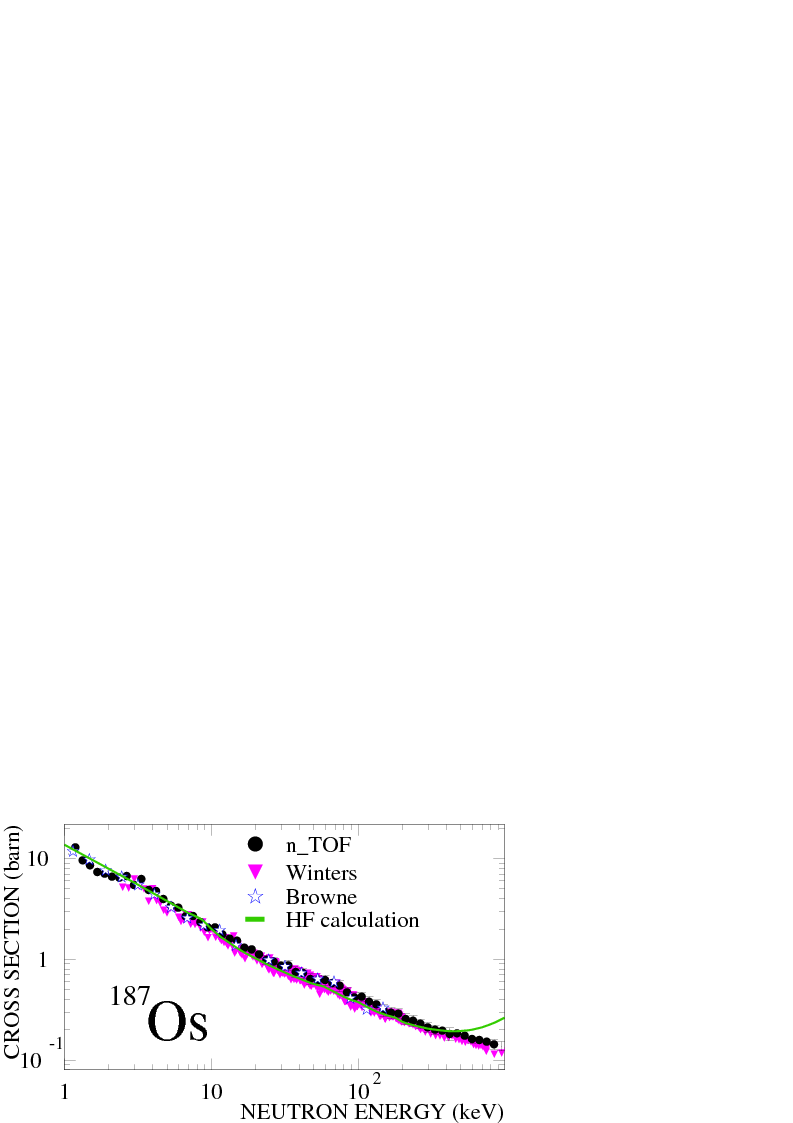 CROSS SECTION (barn)
10
1
10 -1
n_TOF
Winters
Browne
HF calculation
187Os
1
10
10 2
NEUTRON ENERGY (keV)